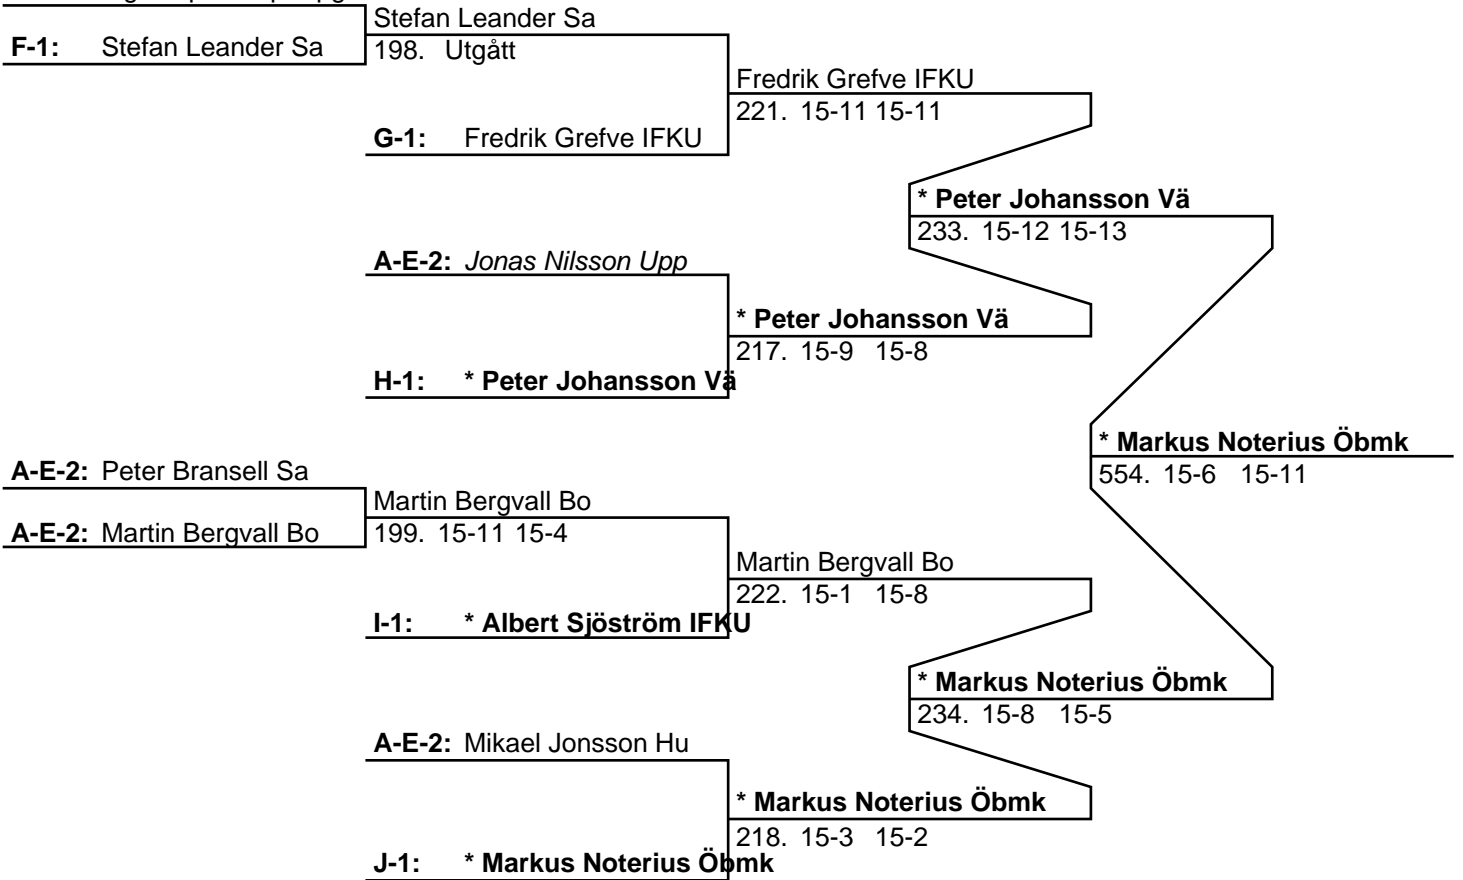 Stefan Leander Sa
F-1: Stefan Leander Sa
198. Utgått
Fredrik Grefve IFKU
221. 15-11 15-11
G-1: Fredrik Grefve IFKU
* Peter Johansson Vä
233. 15-12 15-13
A-E-2: Jonas Nilsson Upp
* Peter Johansson Vä
217. 15-9 15-8
H-1: * Peter Johansson Vä
* Markus Noterius Öbmk
554. 15-6 15-11
A-E-2: Peter Bransell Sa
Martin Bergvall Bo
A-E-2: Martin Bergvall Bo
199. 15-11 15-4
Martin Bergvall Bo
222. 15-1 15-8
I-1: * Albert Sjöström IFKU
* Markus Noterius Öbmk
234. 15-8 15-5
A-E-2: Mikael Jonsson Hu
* Markus Noterius Öbmk
218. 15-3 15-2
J-1: * Markus Noterius Öbmk